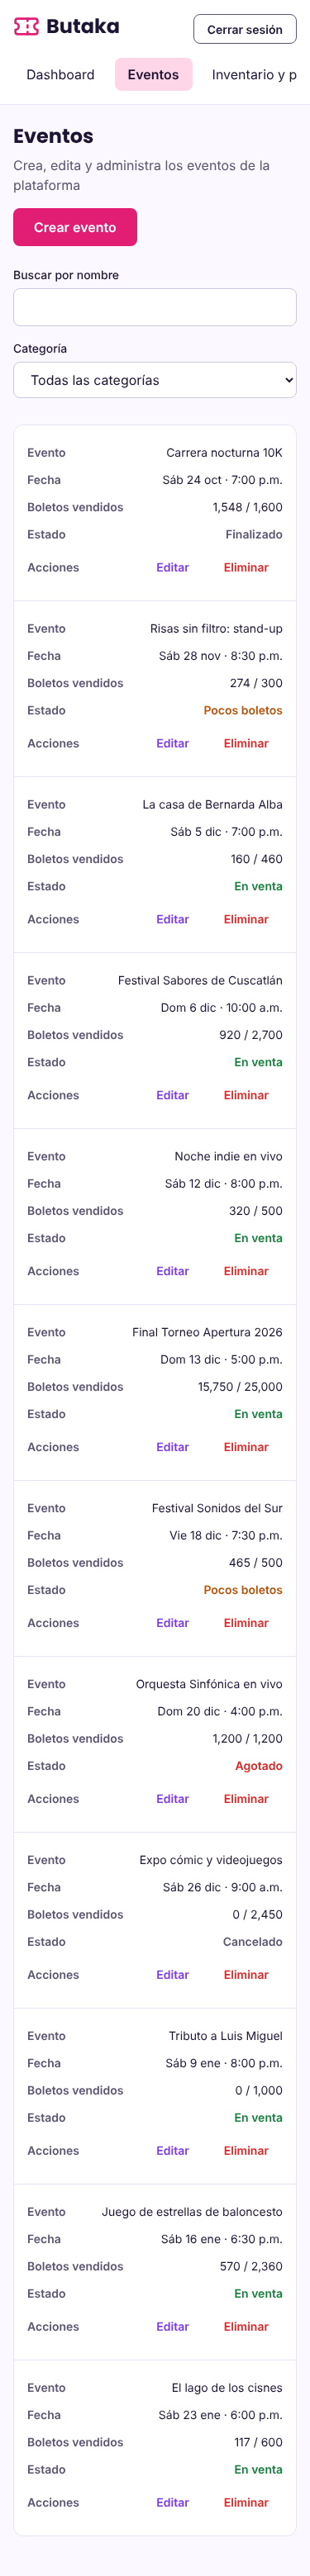 Butaka
Cerrar sesión
Dashboard Eventos Inventario y p
Eventos
Crea, edita y administra los eventos de la
plataforma
Crear evento
Buscar por nombre
Categoría
Todas las categorías
Evento Carrera nocturna 10K
Fecha Sáb 24 oct · 7:00 p.m.
Boletos vendidos 1,548 / 1,600
Estado Finalizado
Acciones Editar Eliminar
Evento Risas sin filtro: stand-up
Fecha Sáb 28 nov · 8:30 p.m.
Boletos vendidos 274 / 300
Estado Pocos boletos
Acciones Editar Eliminar
Evento La casa de Bernarda Alba
Fecha Sáb 5 dic · 7:00 p.m.
Boletos vendidos 160 / 460
Estado En venta
Acciones Editar Eliminar
Evento Festival Sabores de Cuscatlán
Fecha Dom 6 dic · 10:00 a.m.
Boletos vendidos 920 / 2,700
Estado En venta
Acciones Editar Eliminar
Evento Noche indie en vivo
Fecha Sáb 12 dic · 8:00 p.m.
Boletos vendidos 320 / 500
Estado En venta
Acciones Editar Eliminar
Evento Final Torneo Apertura 2026
Fecha Dom 13 dic · 5:00 p.m.
Boletos vendidos 15,750 / 25,000
Estado En venta
Acciones Editar Eliminar
Evento Festival Sonidos del Sur
Fecha Vie 18 dic · 7:30 p.m.
Boletos vendidos 465 / 500
Estado Pocos boletos
Acciones Editar Eliminar
Evento Orquesta Sinfónica en vivo
Fecha Dom 20 dic · 4:00 p.m.
Boletos vendidos 1,200 / 1,200
Estado Agotado
Acciones Editar Eliminar
Evento Expo cómic y videojuegos
Fecha Sáb 26 dic · 9:00 a.m.
Boletos vendidos 0 / 2,450
Estado Cancelado
Acciones Editar Eliminar
Evento Tributo a Luis Miguel
Fecha Sáb 9 ene · 8:00 p.m.
Boletos vendidos 0 / 1,000
Estado En venta
Acciones Editar Eliminar
Evento Juego de estrellas de baloncesto
Fecha Sáb 16 ene · 6:30 p.m.
Boletos vendidos 570 / 2,360
Estado En venta
Acciones Editar Eliminar
Evento El lago de los cisnes
Fecha Sáb 23 ene · 6:00 p.m.
Boletos vendidos 117 / 600
Estado En venta
Acciones Editar Eliminar